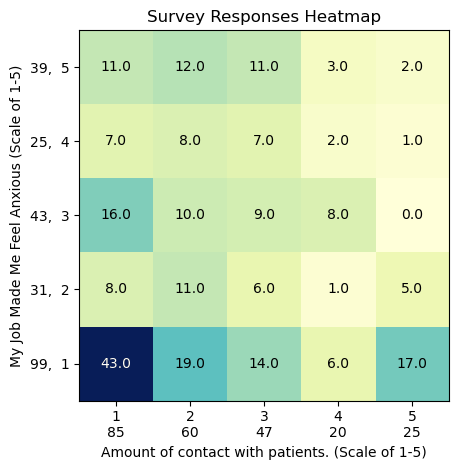 Survey Responses Heatmap
My Job Made Me Feel Anxious (Scale of 1-5)
39, 5 11.0 12.0 11.0 3.0 2.0
25, 4 7.0 8.0 7.0 2.0 1.0
43, 3 16.0 10.0 9.0 8.0 0.0
31, 2 8.0 11.0 6.0 1.0 5.0
99, 1 43.0 19.0 14.0 6.0 17.0
1 2 3 4 5
85 60 47 20 25
Amount of contact with patients. (Scale of 1-5)